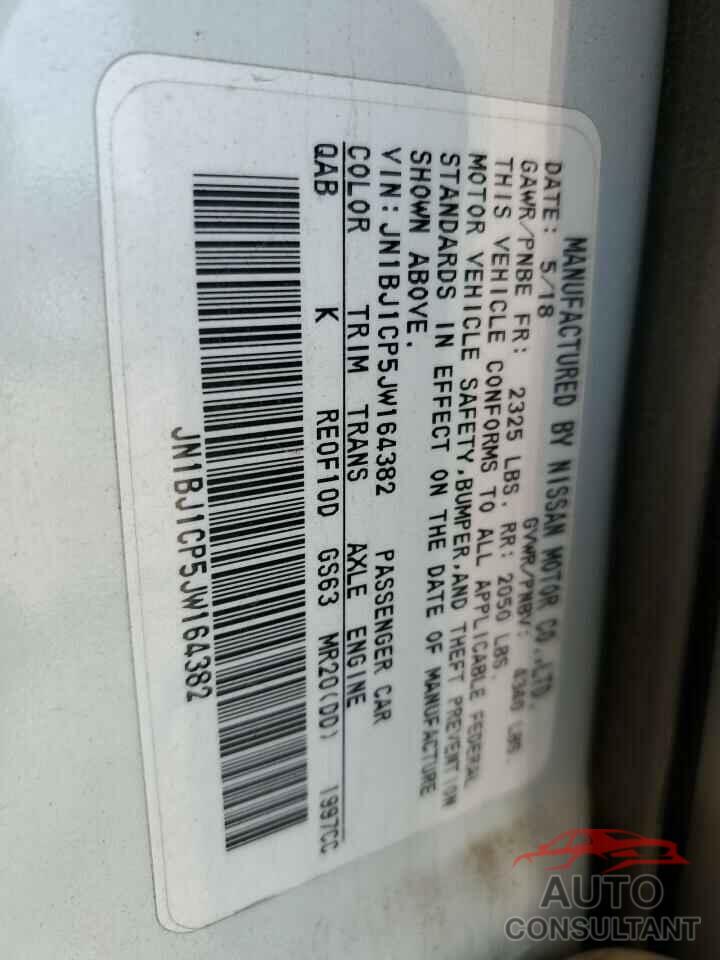 MANUFACTURED BY NISSAN MOTOR CO.,LTD.
DATE: 5/18 GVWR/PNBV: 4340 LBS.
GAWR/PNBE FR: 2325 LBS. RR: 2050 LBS.
THIS VEHICLE CONFORMS TO ALL APPLICABLE FEDERAL
MOTOR VEHICLE SAFETY,BUMPER,AND THEFT PREVENTION
STANDARDS IN EFFECT ON THE DATE OF MANUFACTURE
SHOWN ABOVE.
VIN: JN1BJ1CP5JW164382 PASSENGER CAR
COLOR TRIM TRANS AXLE ENGINE
QAB K RE0F10D GS63 MR20(DD) 1997CC
JN1BJ1CP5JW164382
AUTO
CONSULTANT